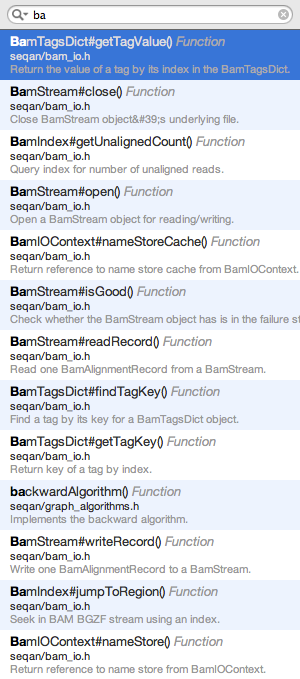 ba
BamTagsDict#getTagValue() Function
seqan/bam_io.h
Return the value of a tag by its index in the BamTagsDict.
BamStream#close() Function
seqan/bam_io.h
Close BamStream object&#39;s underlying file.
BamIndex#getUnalignedCount() Function
seqan/bam_io.h
Query index for number of unaligned reads.
BamStream#open() Function
seqan/bam_io.h
Open a BamStream object for reading/writing.
BamIOContext#nameStoreCache() Function
seqan/bam_io.h
Return reference to name store cache from BamIOContext.
BamStream#isGood() Function
seqan/bam_io.h
Check whether the BamStream object has is in the failure st
BamStream#readRecord() Function
seqan/bam_io.h
Read one BamAlignmentRecord from a BamStream.
BamTagsDict#findTagKey() Function
seqan/bam_io.h
Find a tag by its key for a BamTagsDict object.
BamTagsDict#getTagKey() Function
seqan/bam_io.h
Return key of a tag by index.
backwardAlgorithm() Function
seqan/graph_algorithms.h
Implements the backward algorithm.
BamStream#writeRecord() Function
seqan/bam_io.h
Write one BamAlignmentRecord to a BamStream.
BamIndex#jumpToRegion() Function
seqan/bam_io.h
Seek in BAM BGZF stream using an index.
BamIOContext#nameStore() Function
seqan/bam_io.h
Return reference to name store from BamIOContext.